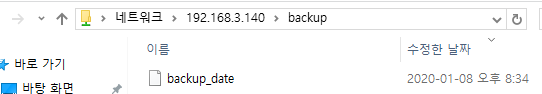 네트워크 > 192.168.3.140 > backup
이름 수정한 날짜
바로 가기
backup_date 2020-01-08 오후 8:34
바탕 화면